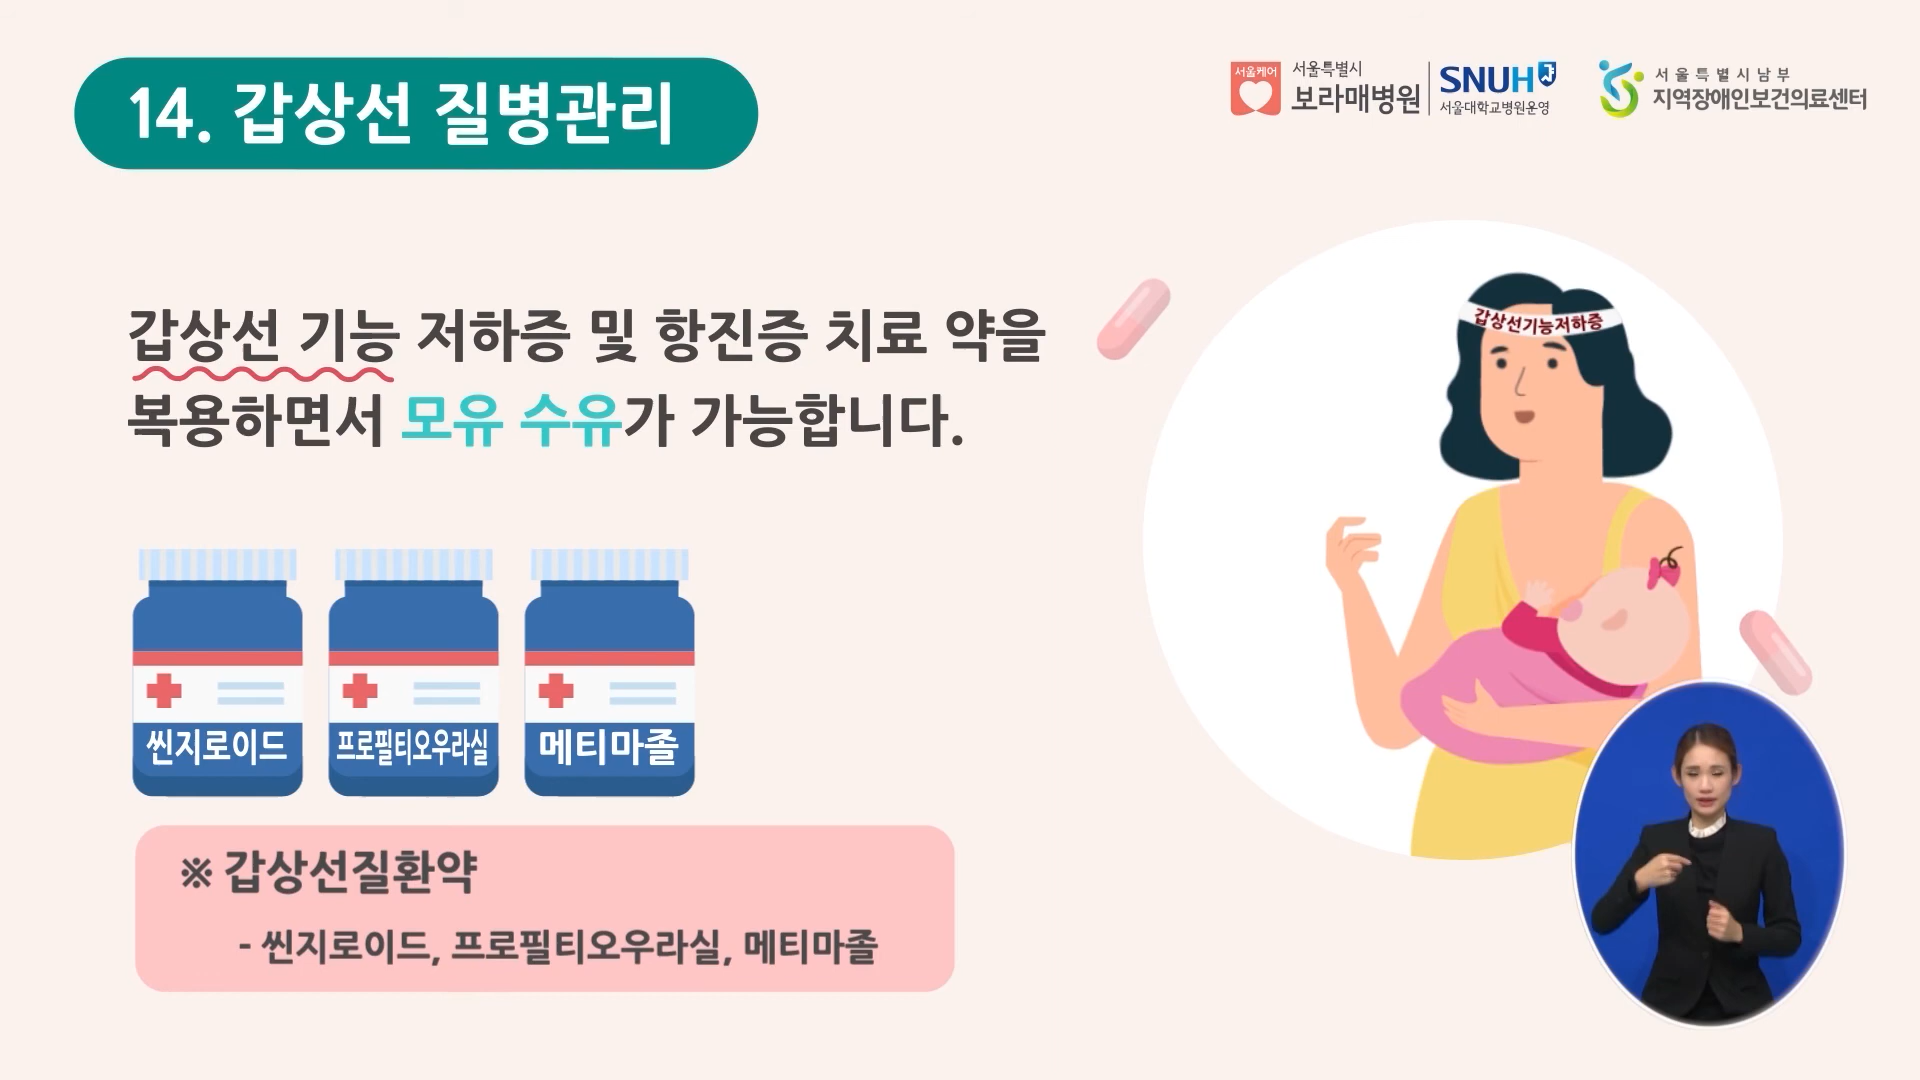 14. 갑상선 질병관리
서울케어
서울특별시
보라매병원
SNUH
서울대학교병원운영
서울특별시남부
지역장애인보건의료센터
갑상선 기능 저하증 및 항진증 치료 약을
복용하면서 모유 수유가 가능합니다.
갑상선기능저하증
씬지로이드
프로필티오우라실
메티마졸
※ 갑상선질환약
- 씬지로이드, 프로필티오우라실, 메티마졸